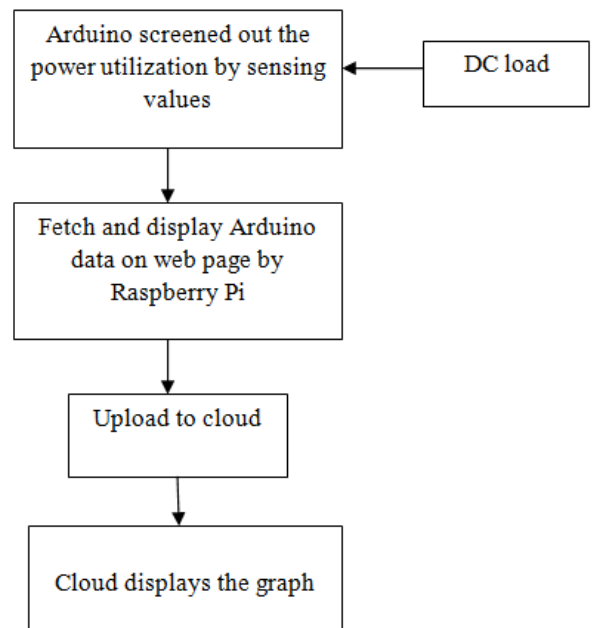 Arduino screened out the
power utilization by sensing
values
DC load
Fetch and display Arduino
data on web page by
Raspberry Pi
Upload to cloud
Cloud displays the graph